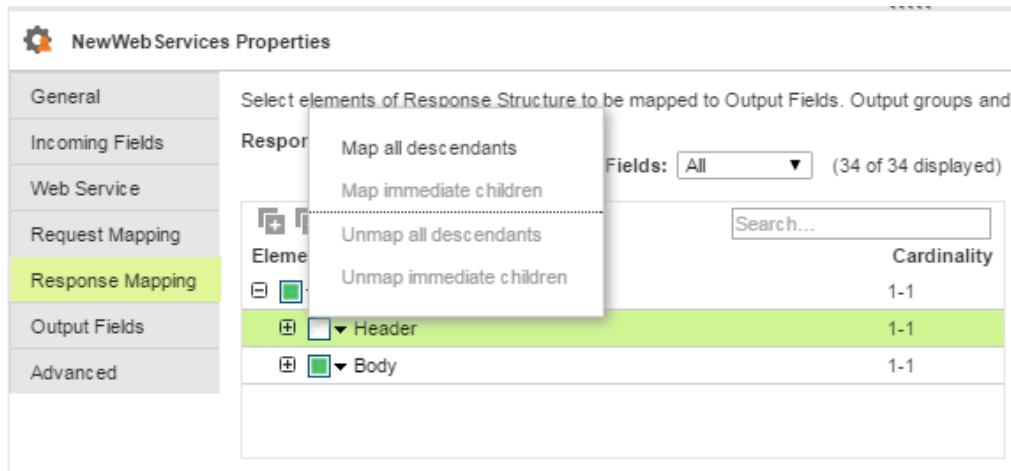 NewWeb Services Properties
General
Incoming Fields
Web Service
Request Mapping
Response Mapping
Output Fields
Advanced
Select elements of Response Structure to be mapped to Output Fields. Output groups and
Respor
Fields: All (34 of 34 displayed)
Map all descendants
Map immediate children
Unmap all descendants
Unmap immediate children
Search...
Eleme Cardinality
1-1
Header 1-1
Body 1-1